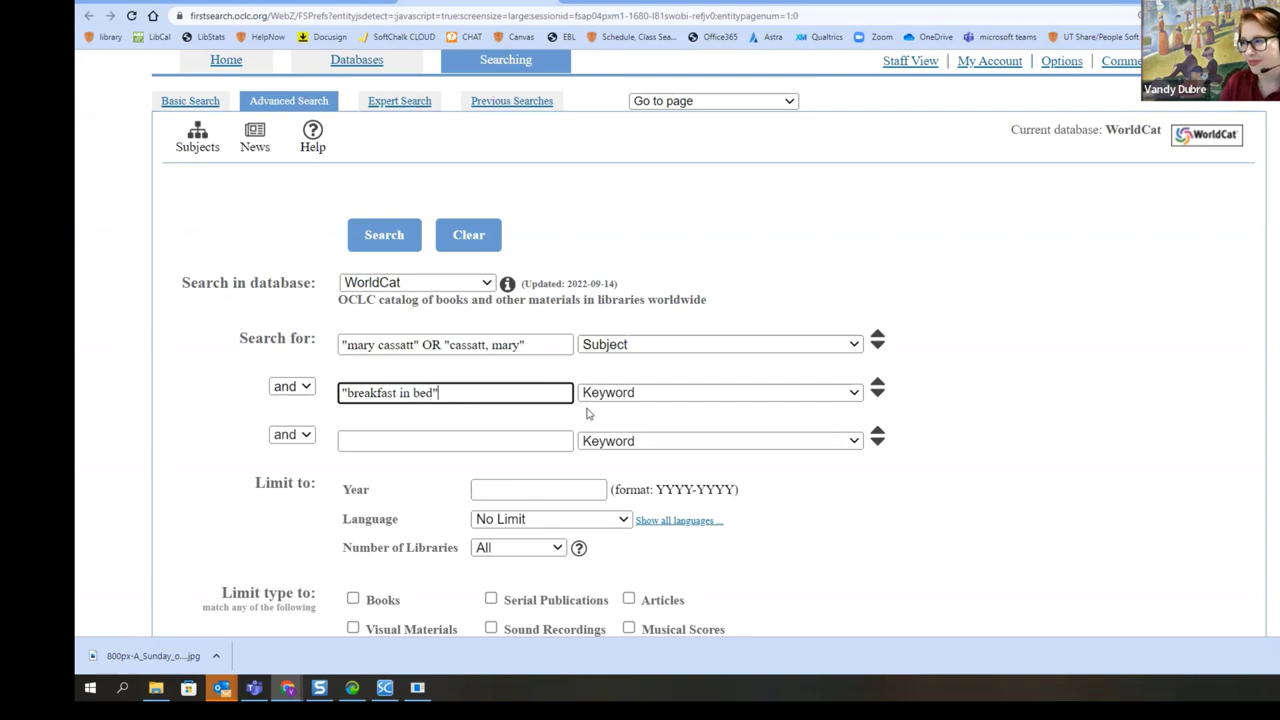 firstsearch.oclc.org/WebZ/FSPrefs?entityjsdetect=:javascript=true:screensize=large:sessionid=fsap04pxm1-1680-l81swobi-refjv0:entitypagenum=1:0
library LibCal LibStats HelpNow Docusign SoftChalk CLOUD CHAT Canvas EBL Schedule, Class Sea... Office365 Astra Qualtrics Zoom OneDrive microsoft teams UT Share/People Soft
Vandy Dubre
Home Databases Searching Staff View My Account Options Comme
Basic Search Advanced Search Expert Search Previous Searches Go to page
Subjects News Help Current database: WorldCat WorldCat
Search Clear
Search in database: WorldCat (Updated: 2022-09-14)
OCLC catalog of books and other materials in libraries worldwide
Search for: "mary cassatt" OR "cassatt, mary" Subject
and "breakfast in bed" Keyword
and Keyword
Limit to: Year (format: YYYY-YYYY)
Language No Limit Show all languages ...
Number of Libraries All ?
Limit type to: Books Serial Publications Articles
match any of the following
Visual Materials Sound Recordings Musical Scores
800px-A_Sunday_o....jpg